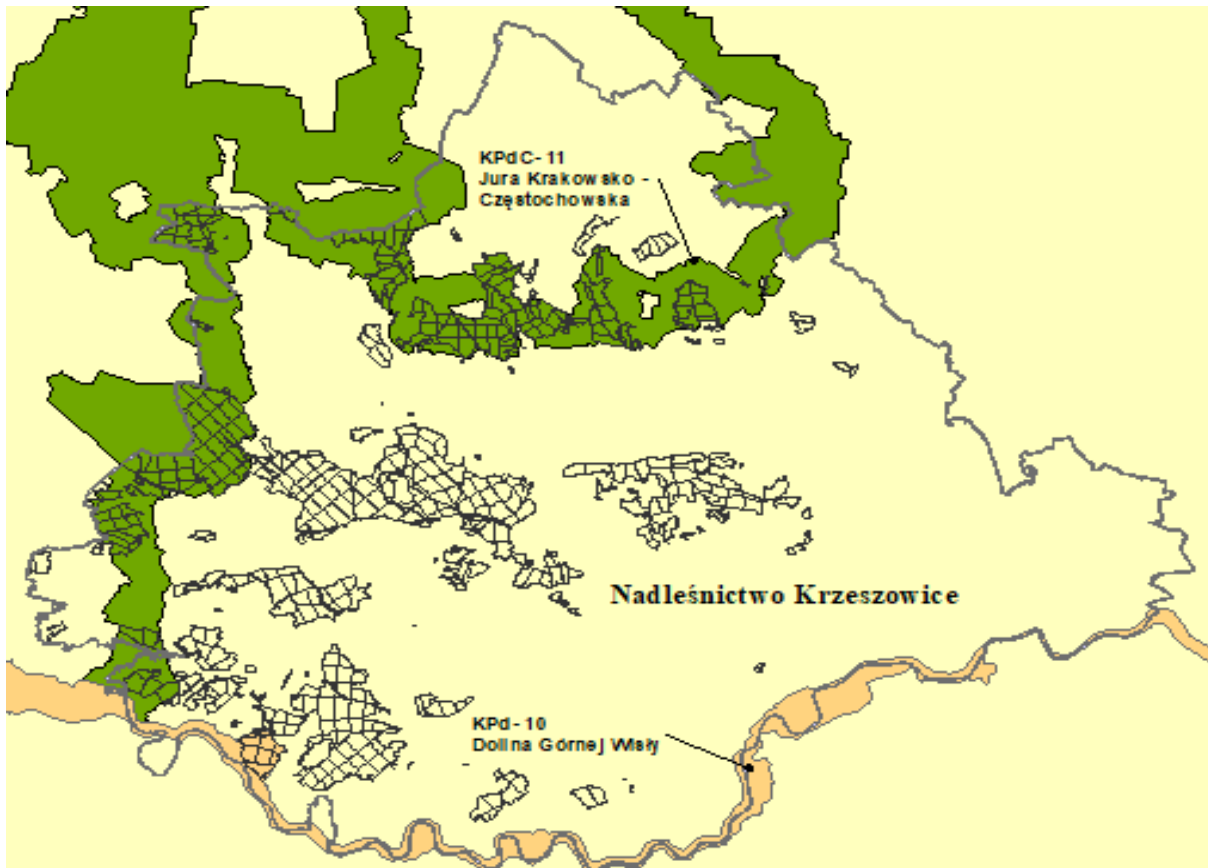 KPdC-11
Jura Krakowsko -
Częstochowska
Nadleśnictwo Krzeszowice
KPd-10
Dolina Górnej Wisły